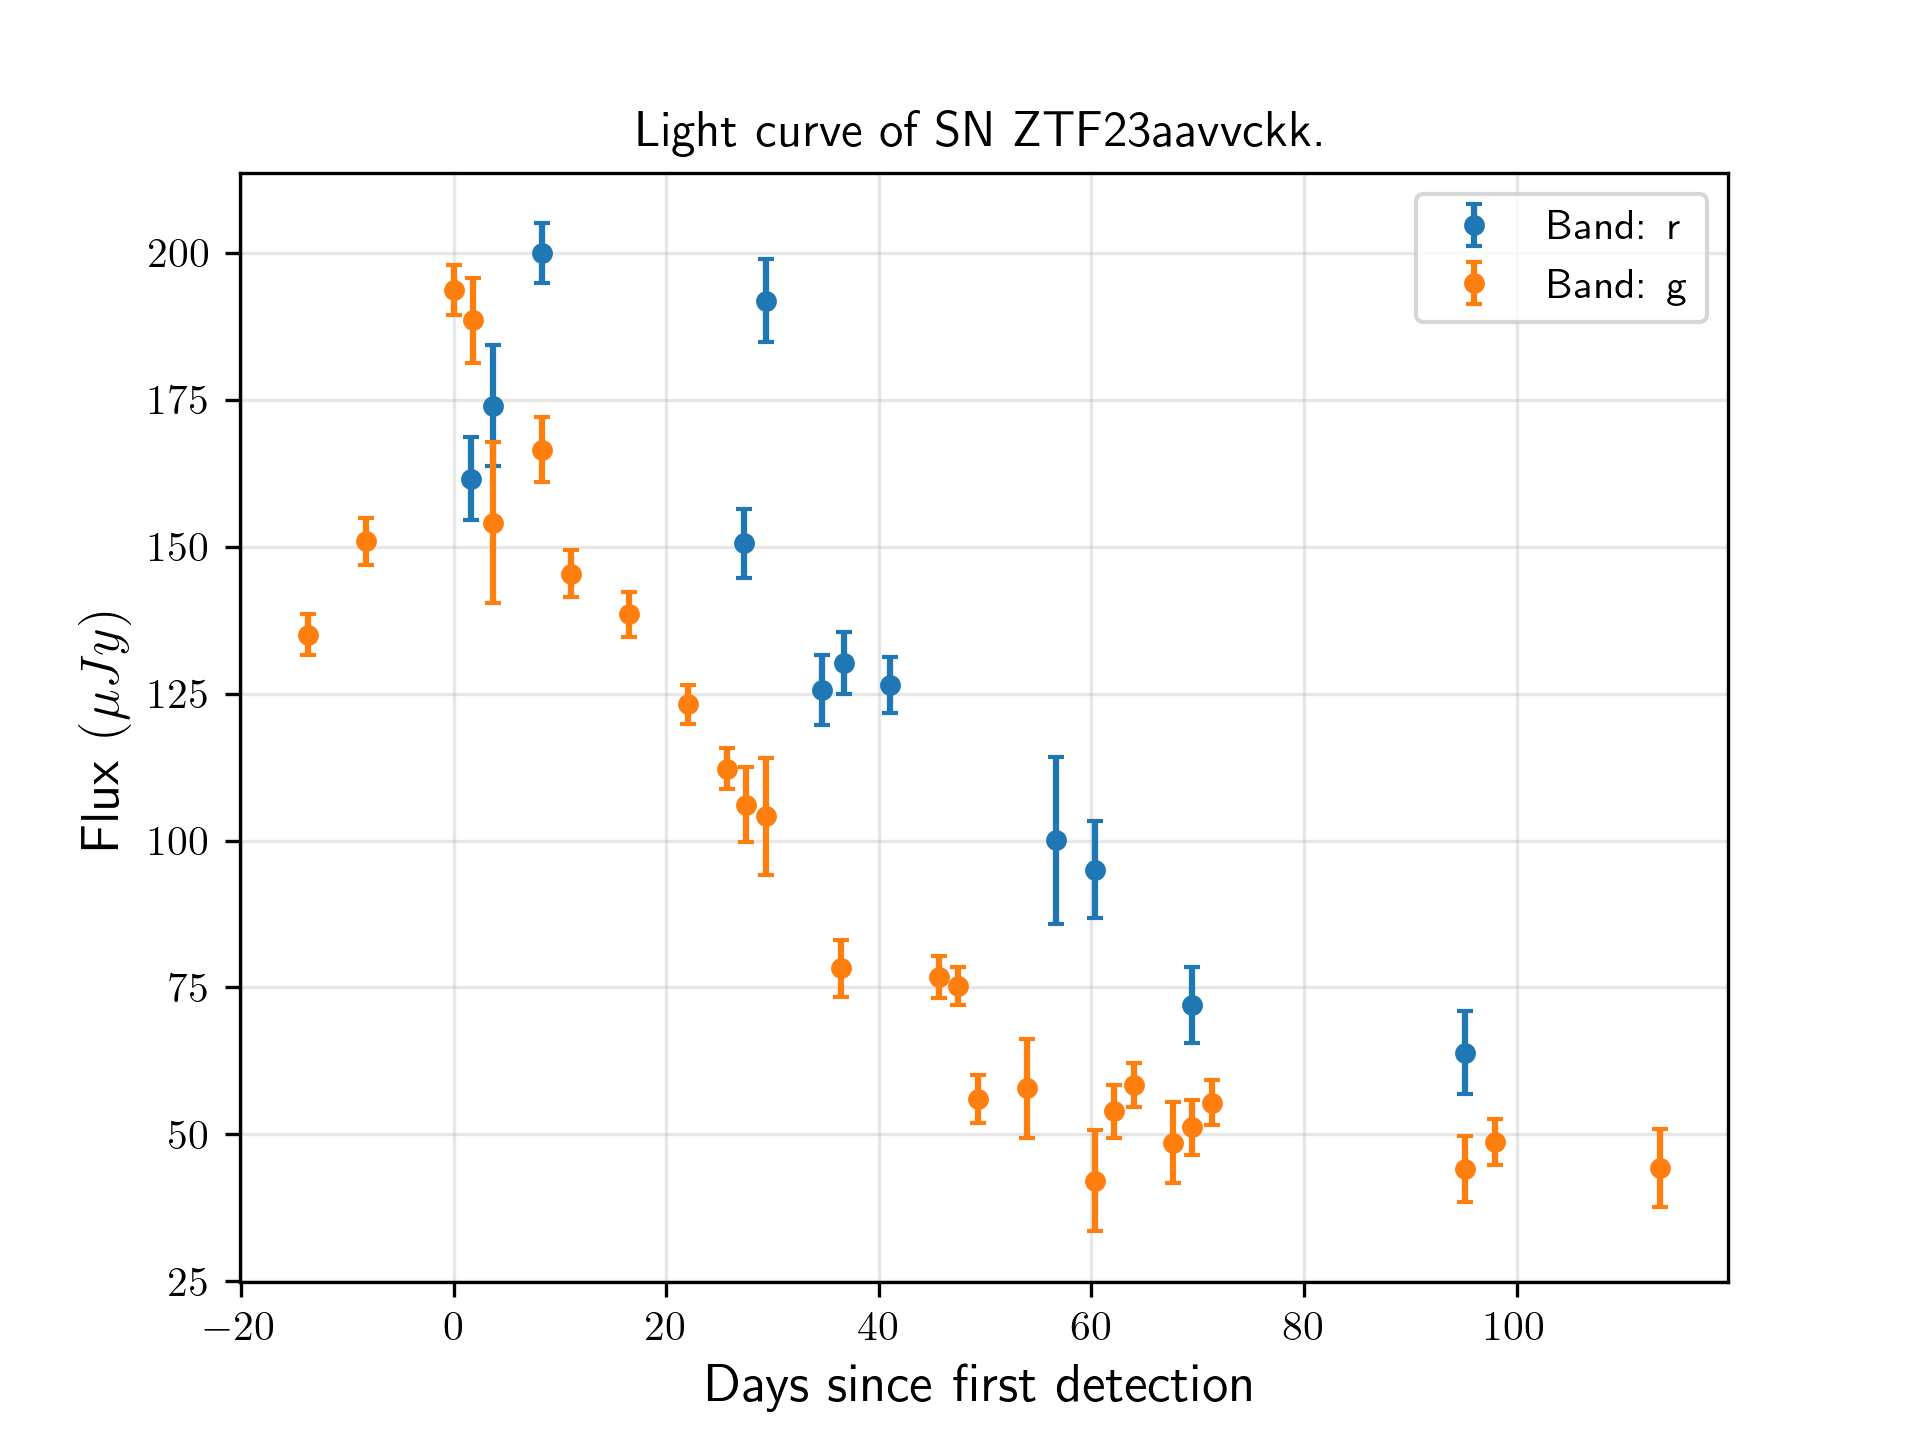 Light curve of SN ZTF23aavvckk.
Band: r
Band: g
Flux (μJy)
200
175
150
125
100
75
50
25
−20 0 20 40 60 80 100
Days since first detection